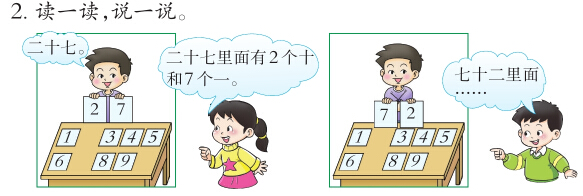 2. 读一读，说一说。
二十七。
2 7
1 3 4 5
6 8 9
二十七里面有2个十
和7个一。
7 2
1 3 4 5
6 8 9
七十二里面
……